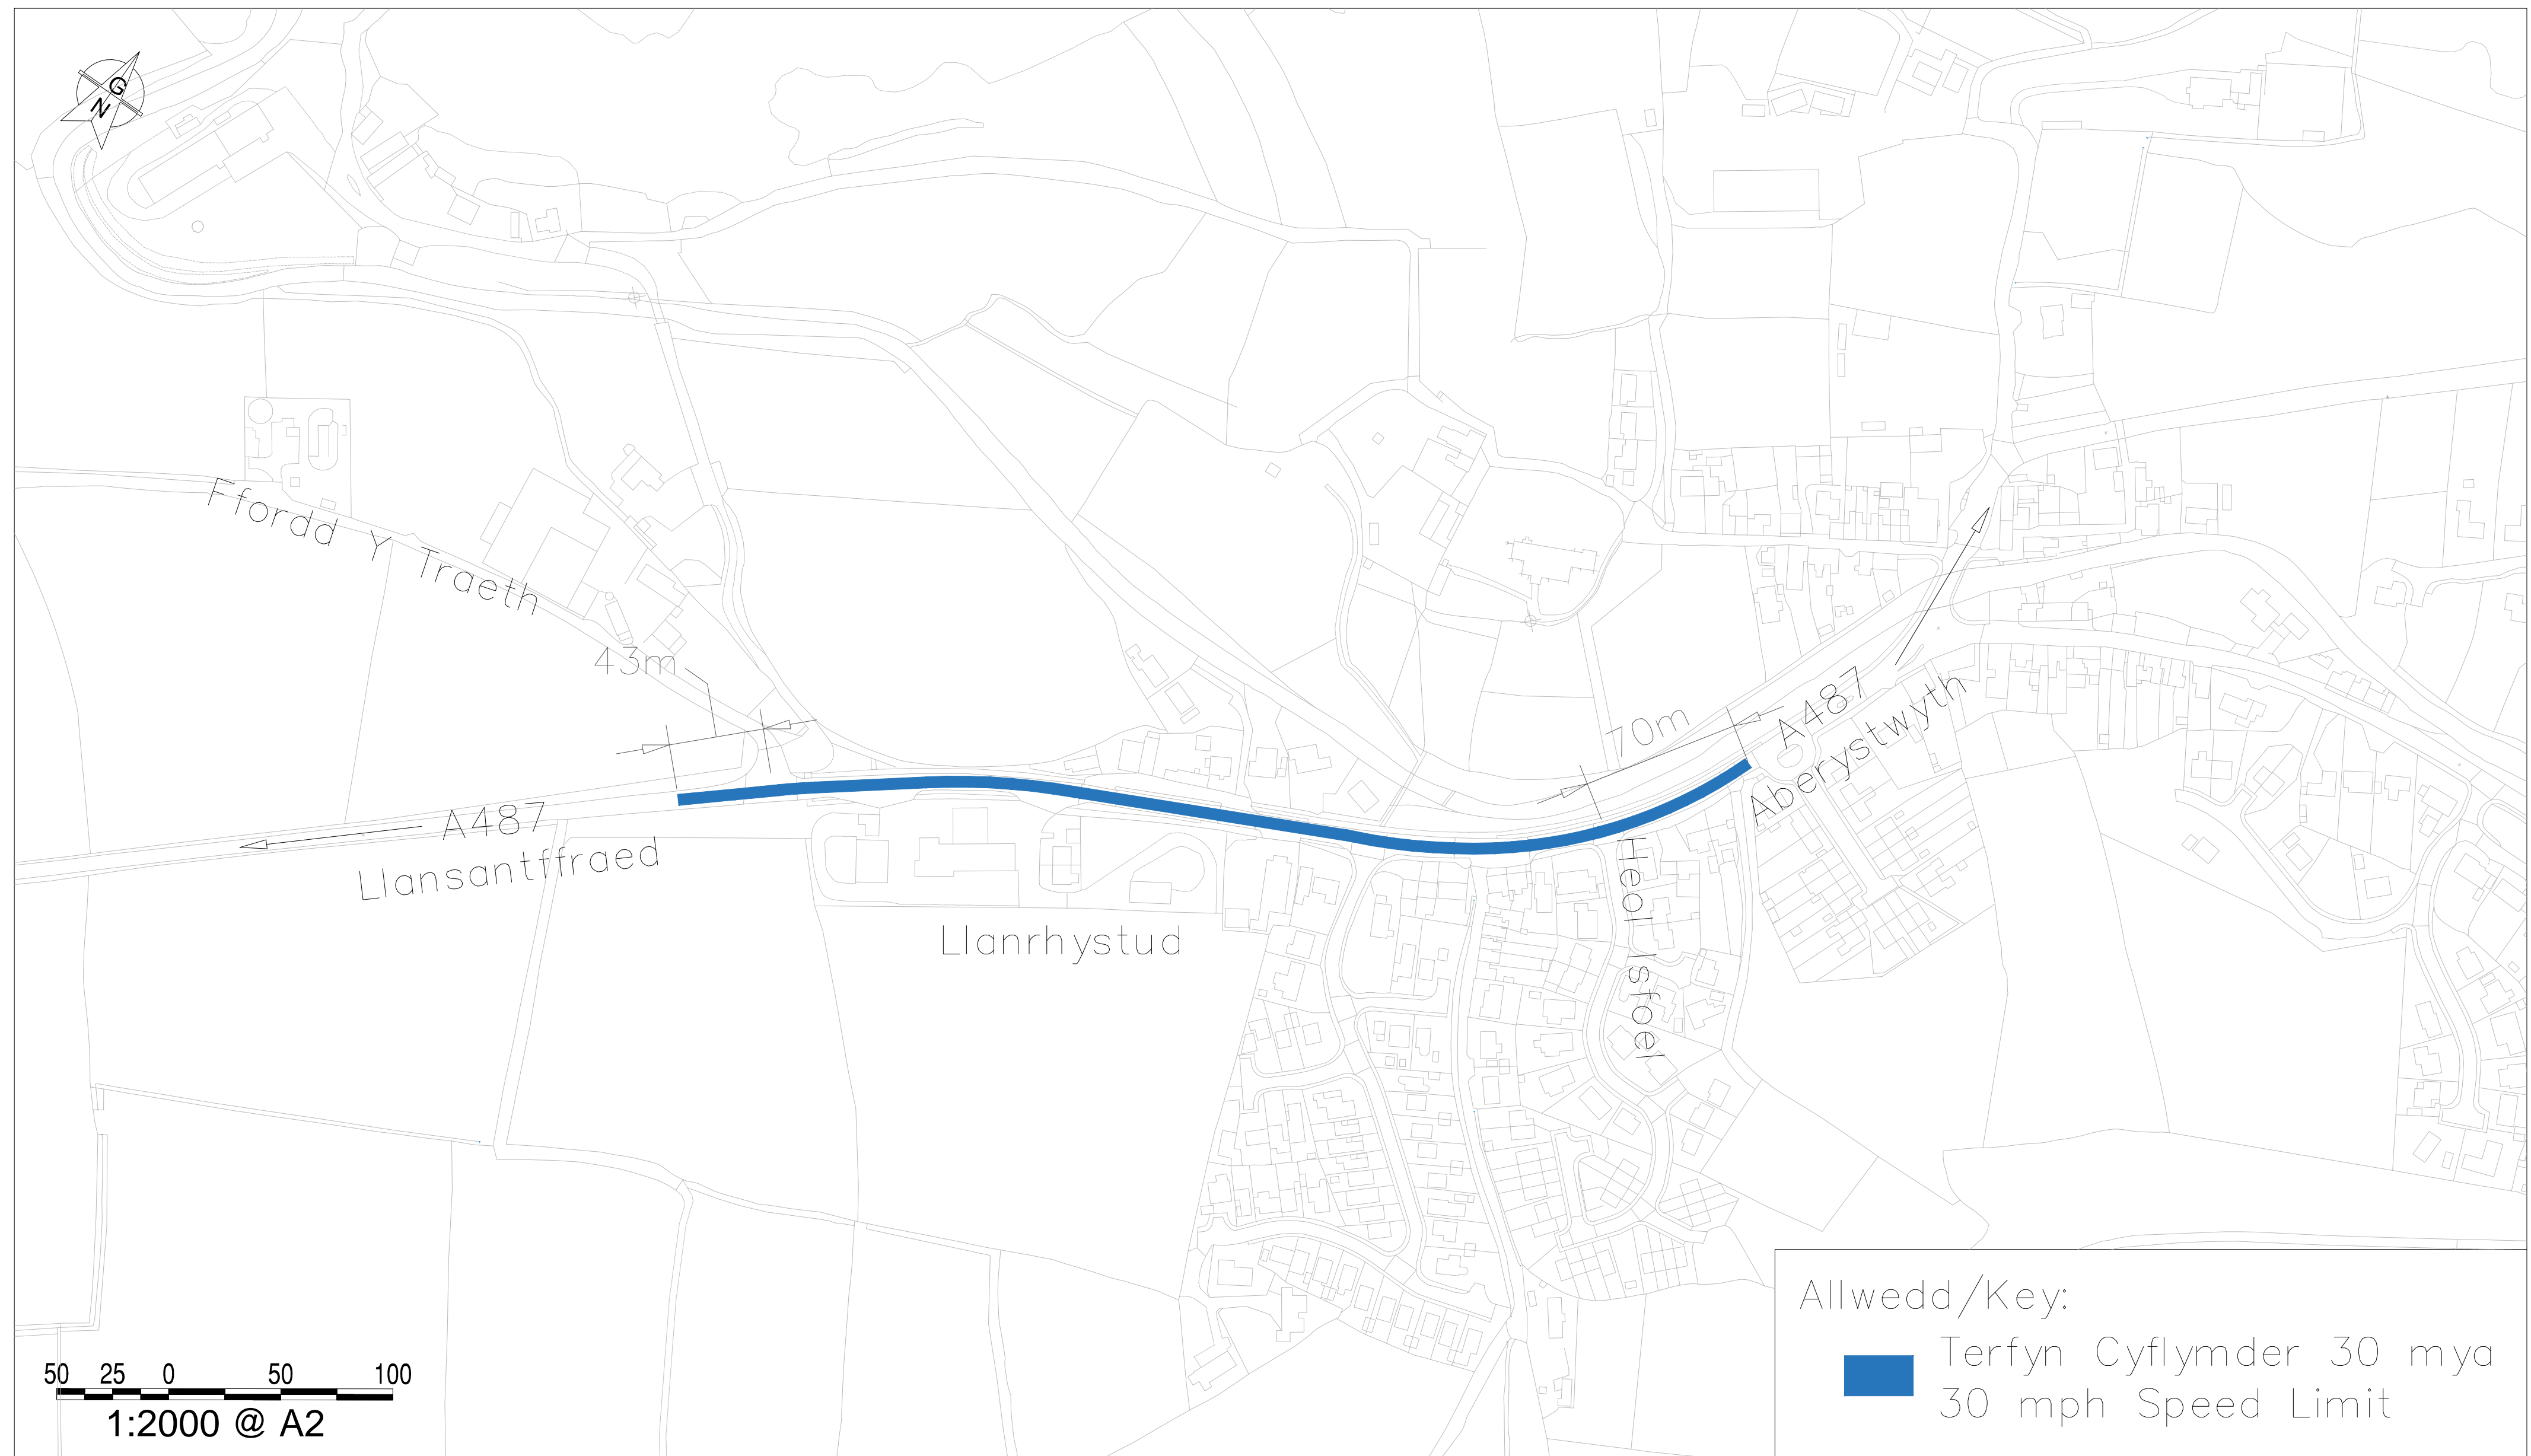 G
N
Ffordd Y Traeth
43m
70m
A487
Aberystwyth
A487
Llansantffraed
Llanrhystud
Heol Isfoel
Allwedd/Key:
Terfyn Cyflymder 30 mya
30 mph Speed Limit
50 25 0 50 100
1:2000 @ A2